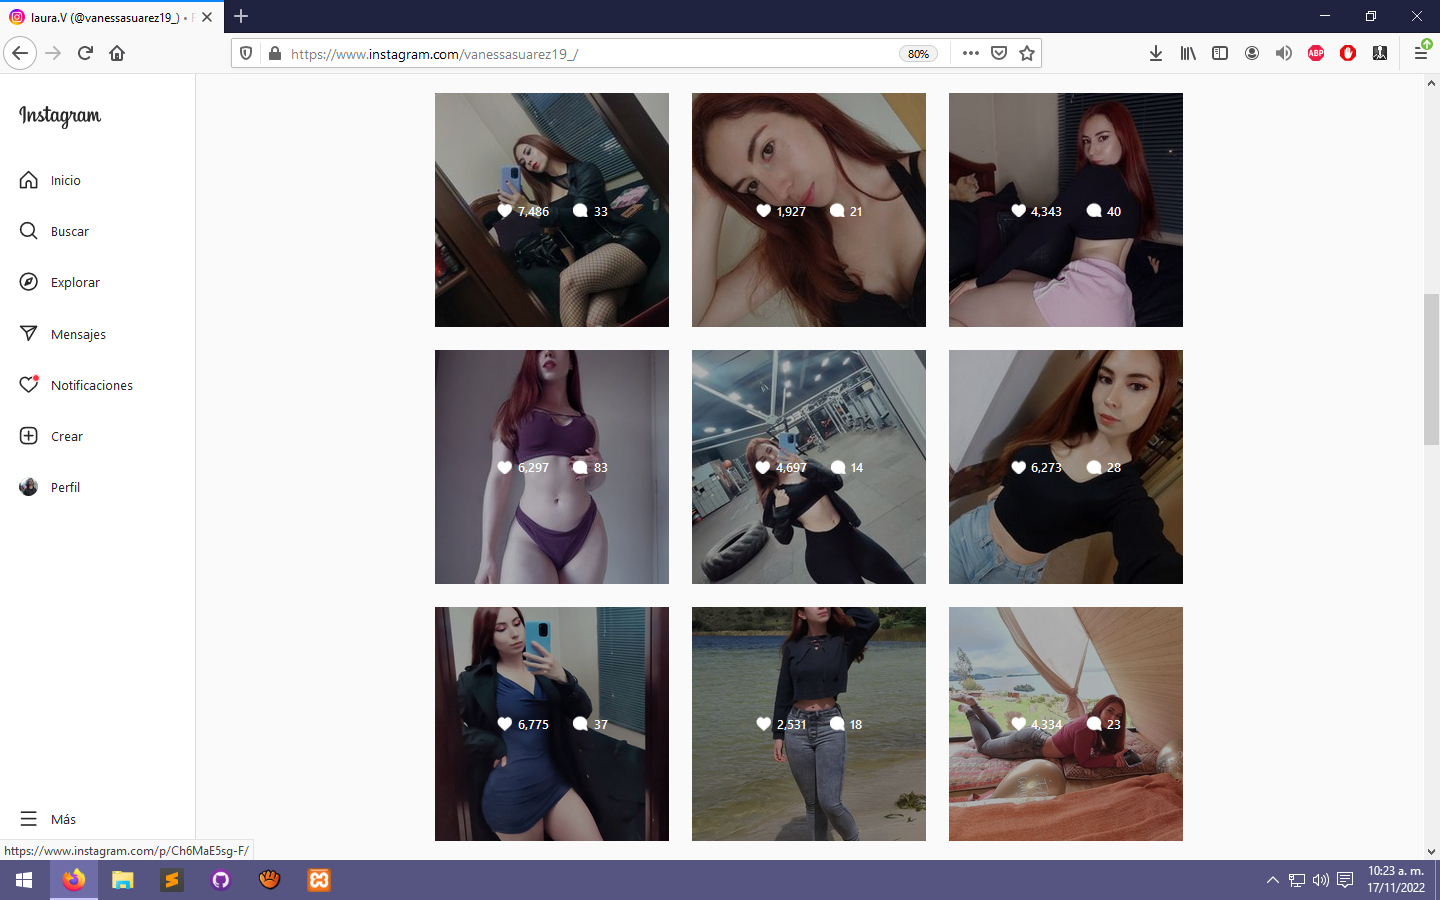 laura.V (@vanessasuarez19_) •
https://www.instagram.com/vanessasuarez19_/
80%
ABP
Instagram
Inicio
Buscar
Explorar
Mensajes
Notificaciones
Crear
Perfil
Más
7,486 33
1,927 21
4,343 40
6,297 83
4,697 14
6,273 28
6,775 37
2,531 18
4,334 23
https://www.instagram.com/p/Ch6MaE5sg-F/
10:23 a. m.
17/11/2022